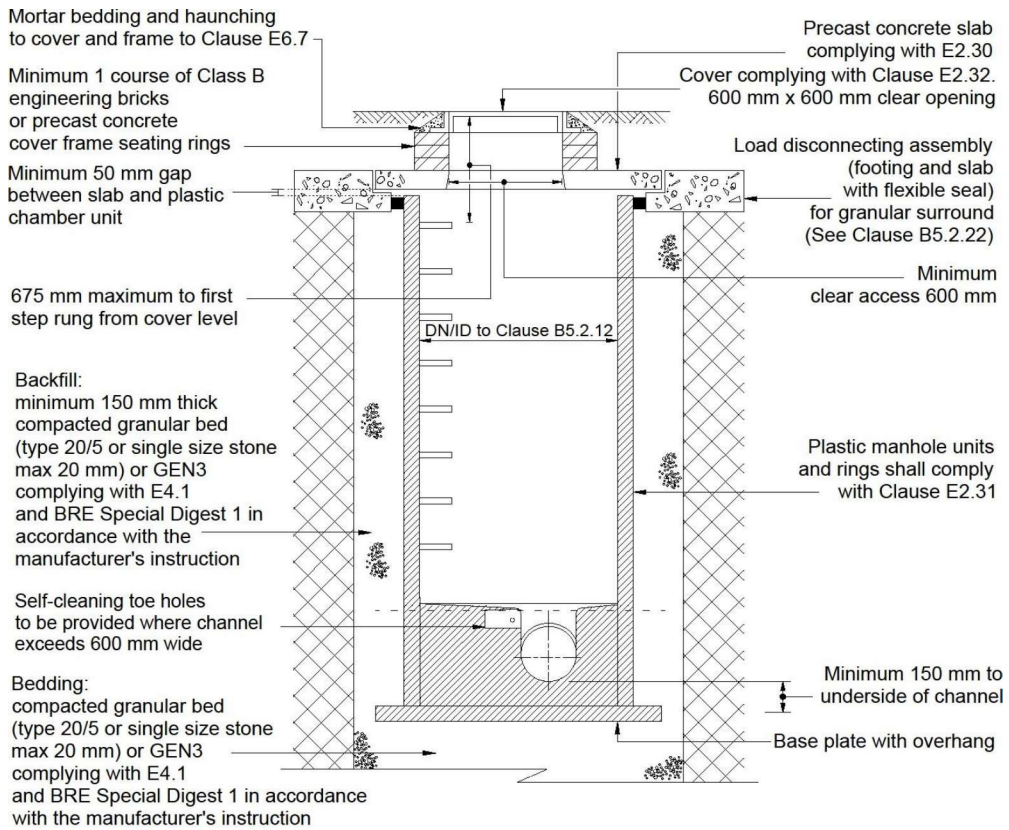 Mortar bedding and haunching
to cover and frame to Clause E6.7
Minimum 1 course of Class B
engineering bricks
or precast concrete
cover frame seating rings
Minimum 50 mm gap
between slab and plastic
chamber unit
675 mm maximum to first
step rung from cover level
Backfill:
minimum 150 mm thick
compacted granular bed
(type 20/5 or single size stone
max 20 mm) or GEN3
complying with E4.1
and BRE Special Digest 1 in
accordance with the
manufacturer's instruction
Self-cleaning toe holes
to be provided where channel
exceeds 600 mm wide
Bedding:
compacted granular bed
(type 20/5 or single size stone
max 20 mm) or GEN3
complying with E4.1
and BRE Special Digest 1 in accordance
with the manufacturer's instruction
DN/ID to Clause B5.2.12
Precast concrete slab
complying with E2.30
Cover complying with Clause E2.32.
600 mm x 600 mm clear opening
Load disconnecting assembly
(footing and slab
with flexible seal)
for granular surround
(See Clause B5.2.22)
Minimum
clear access 600 mm
Plastic manhole units
and rings shall comply
with Clause E2.31
Minimum 150 mm to
underside of channel
Base plate with overhang